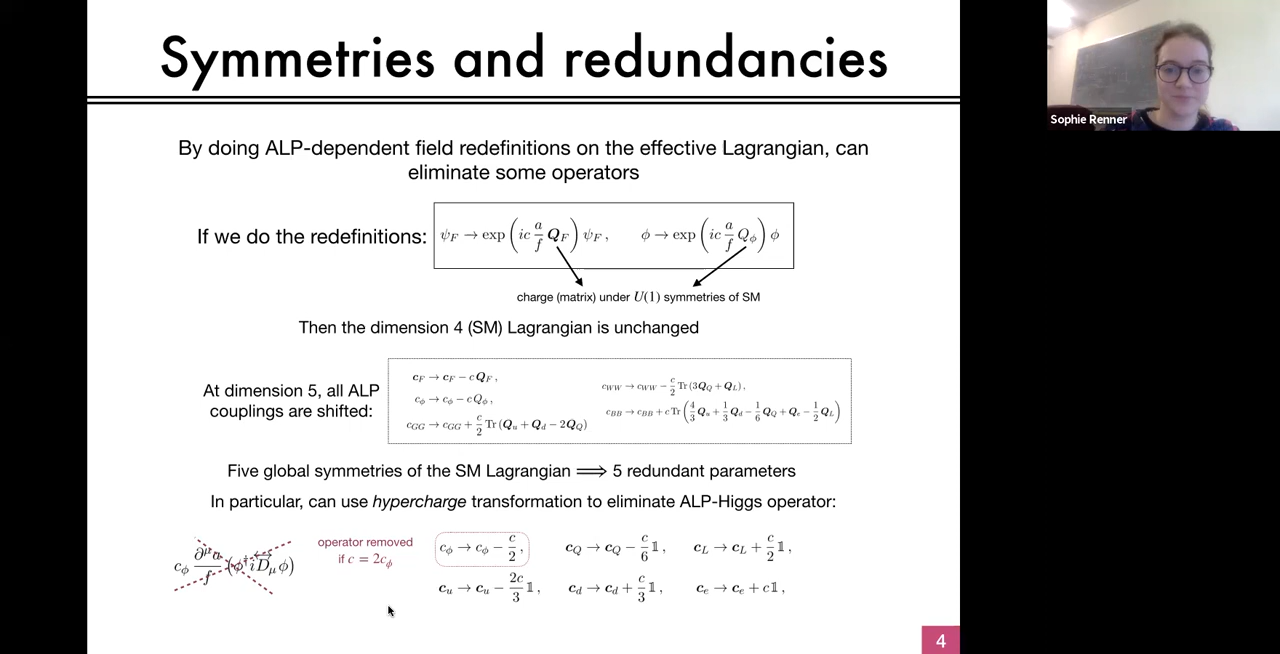 Symmetries and redundancies
Sophie Renner
By doing ALP-dependent field redefinitions on the effective Lagrangian, can
eliminate some operators
If we do the redefinitions: ψ_F → exp(ic a/f Q_F) ψ_F, ϕ → exp(ic a/f Q_ϕ) ϕ
charge (matrix) under U(1) symmetries of SM
Then the dimension 4 (SM) Lagrangian is unchanged
At dimension 5, all ALP
couplings are shifted:
c_F → c_F − c Q_F,
c_ϕ → c_ϕ − c Q_ϕ,
c_GG → c_GG + c/2 Tr(Q_u + Q_d − 2Q_Q)
c_WW → c_WW − c/2 Tr(3Q_Q + Q_L),
c_BB → c_BB + c Tr(4/3 Q_u + 1/3 Q_d − 1/6 Q_Q + Q_e − 1/2 Q_L)
Five global symmetries of the SM Lagrangian ⟹ 5 redundant parameters
In particular, can use hypercharge transformation to eliminate ALP-Higgs operator:
c_ϕ ∂^μ a/f (ϕ† i D↔_μ ϕ)
operator removed
if c = 2c_ϕ
c_ϕ → c_ϕ − c/2, c_Q → c_Q − c/6 𝟙, c_L → c_L + c/2 𝟙,
c_u → c_u − 2c/3 𝟙, c_d → c_d + c/3 𝟙, c_e → c_e + c𝟙,
4